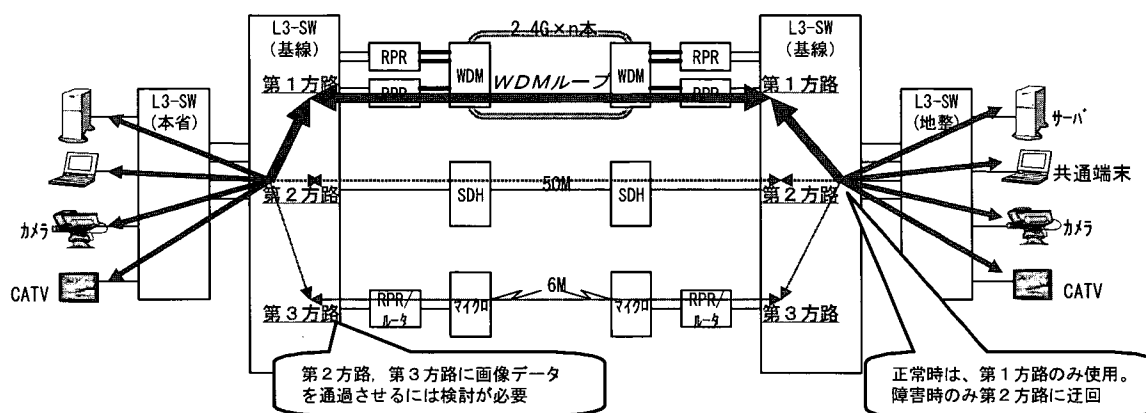 L3-SW
(基線)
2.4G×n本
L3-SW
(基線)
RPR
WDM
WDM
RPR
第1方路
RPR
WDMループ
RPR
第1方路
L3-SW
(本省)
L3-SW
(地整)
サーバ
共通端末
カメラ
CATV
第2方路
SDH
50M
SDH
第2方路
カメラ
CATV
第3方路
RPR/
ルータ
マイクロ
6M
マイクロ
RPR/
ルータ
第3方路
第2方路，第3方路に画像データ
を通過させるには検討が必要
正常時は、第1方路のみ使用。
障害時のみ第2方路に迂回